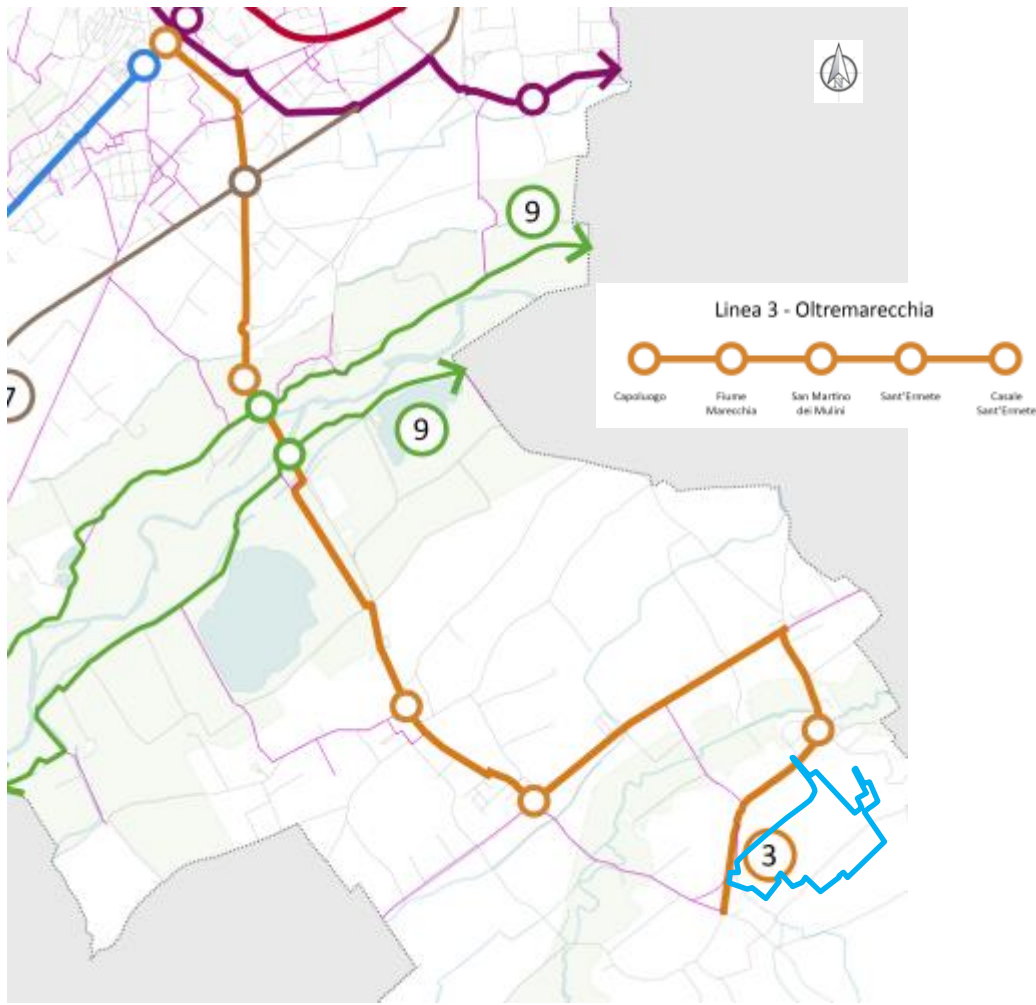 N
9
Linea 3 - Oltremarecchia
Capoluogo
Fiume
Marecchia
San Martino
dei Mulini
Sant'Ermete
Casale
Sant'Ermete
7
9
3